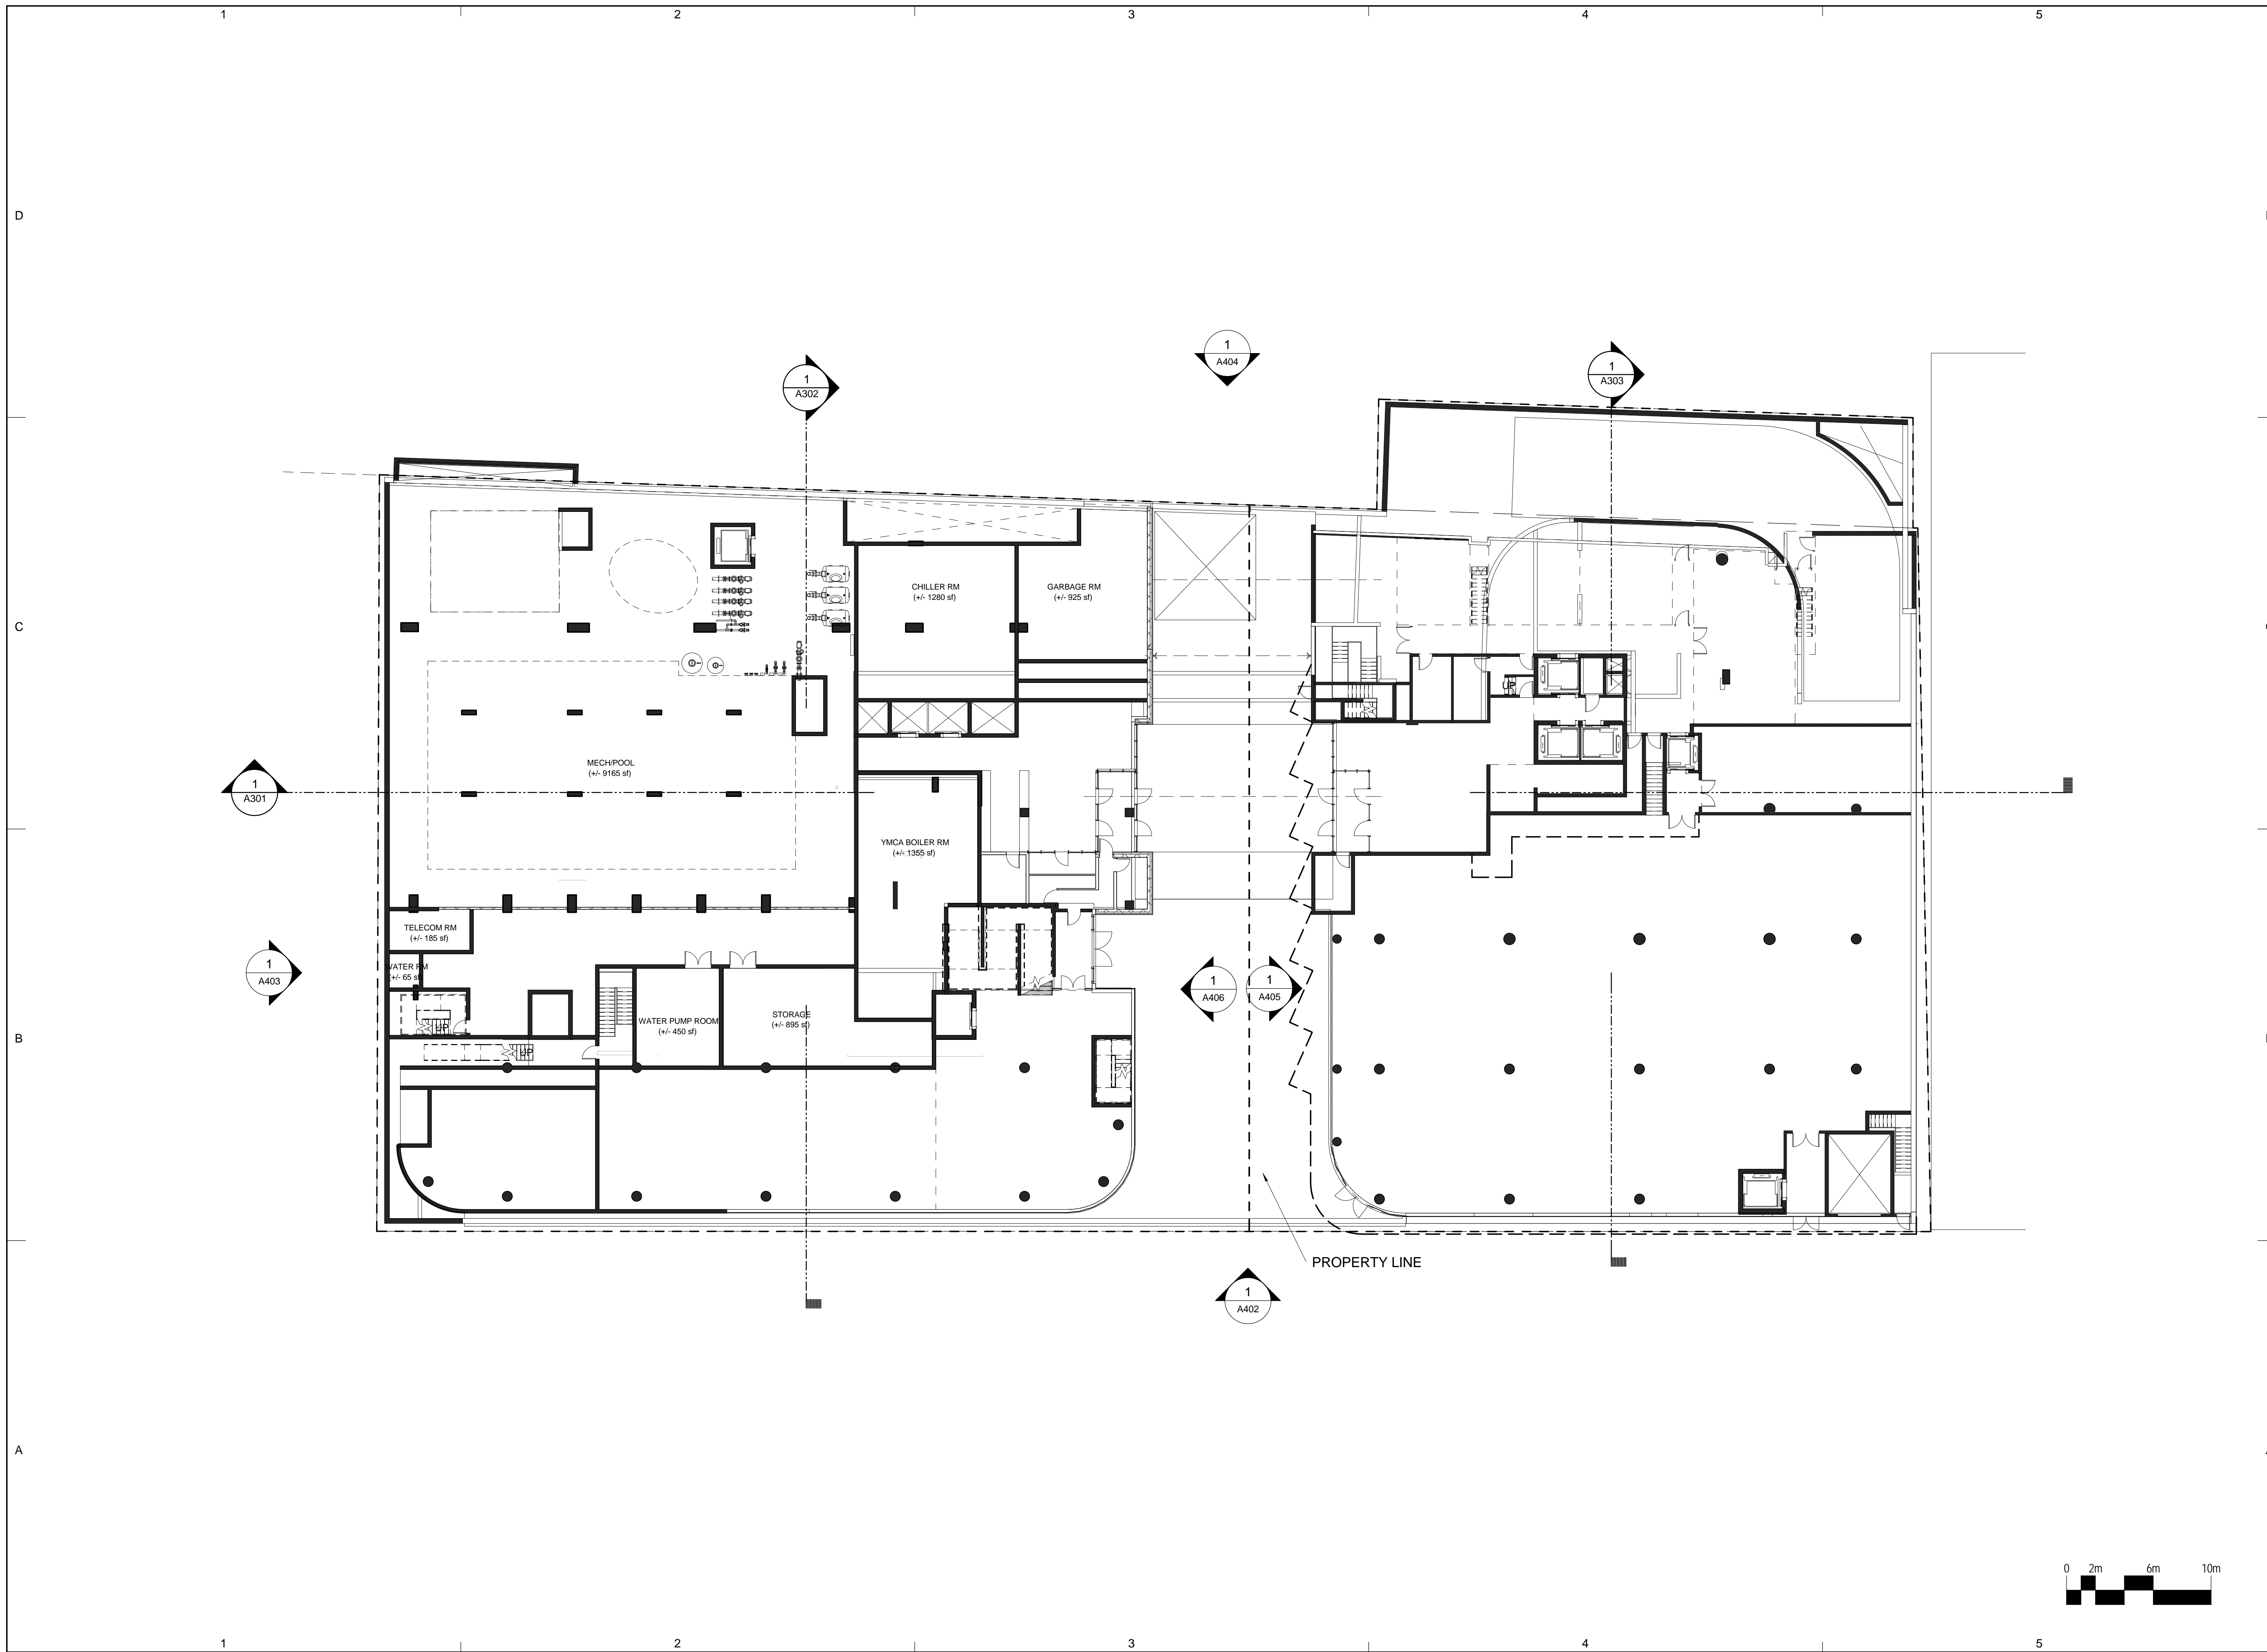 1 2 3 4 5
D
1
A404
1
A302
1
A303
CHILLER RM
(+/- 1280 sf)
GARBAGE RM
(+/- 925 sf)
C
UP
MECH/POOL
(+/- 9165 sf)
1
A301
YMCA BOILER RM
(+/- 1355 sf)
TELECOM RM
(+/- 185 sf)
WATER RM
(+/- 65 sf)
1
A403
1
A406
1
A405
UP
STORAGE
(+/- 895 sf)
WATER PUMP ROOM
(+/- 450 sf)
B
UP
PROPERTY LINE
1
A402
A
0 2m 6m 10m
1 2 3 4 5